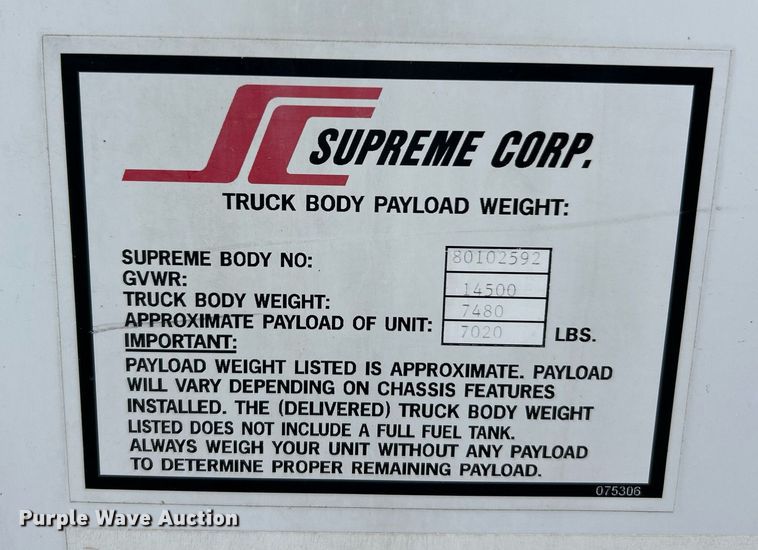 SC SUPREME CORP.
TRUCK BODY PAYLOAD WEIGHT:
SUPREME BODY NO: 80102592
GVWR: 14500
TRUCK BODY WEIGHT: 7480
APPROXIMATE PAYLOAD OF UNIT: 7020 LBS.
IMPORTANT:
PAYLOAD WEIGHT LISTED IS APPROXIMATE. PAYLOAD
WILL VARY DEPENDING ON CHASSIS FEATURES
INSTALLED. THE (DELIVERED) TRUCK BODY WEIGHT
LISTED DOES NOT INCLUDE A FULL FUEL TANK.
ALWAYS WEIGH YOUR UNIT WITHOUT ANY PAYLOAD
TO DETERMINE PROPER REMAINING PAYLOAD.
075306
Purple Wave Auction